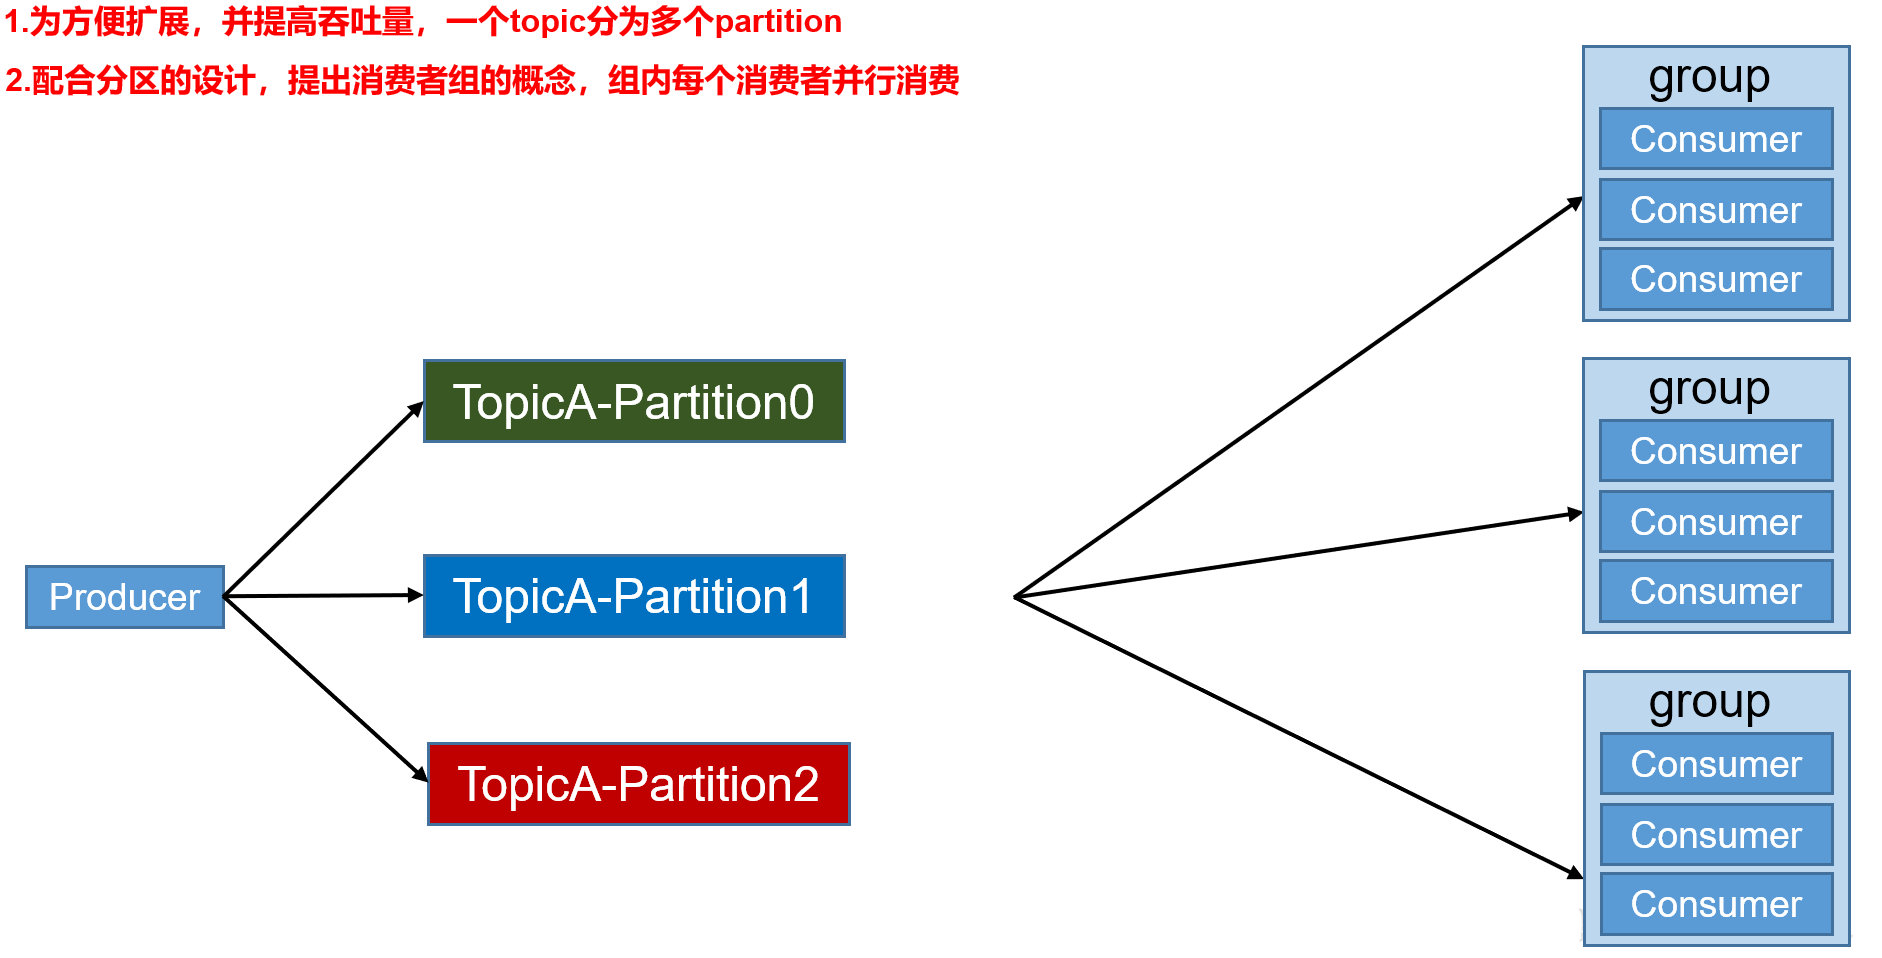 1.为方便扩展，并提高吞吐量，一个topic分为多个partition
2.配合分区的设计，提出消费者组的概念，组内每个消费者并行消费
group
Consumer
Consumer
Consumer
TopicA-Partition0
group
Consumer
Consumer
Consumer
Producer
TopicA-Partition1
TopicA-Partition2
group
Consumer
Consumer
Consumer